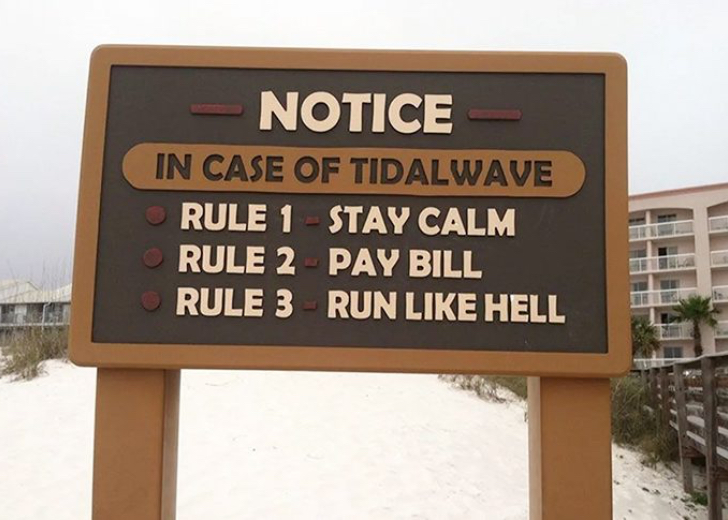 NOTICE
IN CASE OF TIDALWAVE
RULE 1 - STAY CALM
RULE 2 - PAY BILL
RULE 3 - RUN LIKE HELL